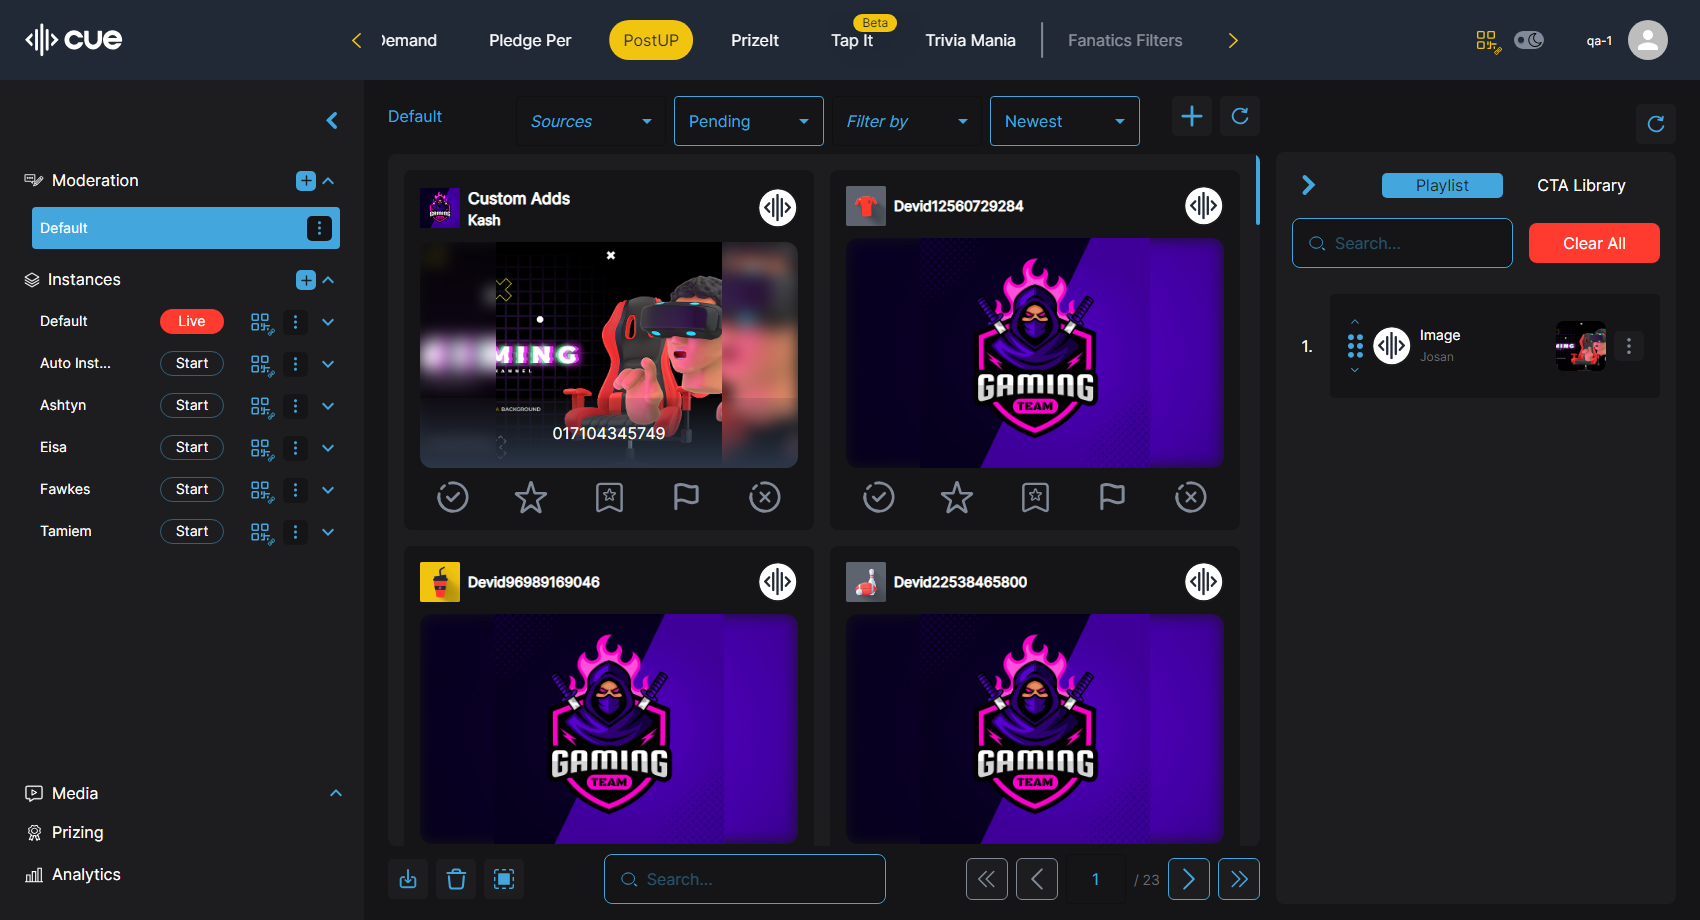 cue
Demand
Pledge Per
PostUP
PrizeIt
Beta
Tap It
Trivia Mania
Fanatics Filters
qa-1
Moderation
Default
Instances
Default
Live
Auto Inst...
Start
Ashtyn
Start
Eisa
Start
Fawkes
Start
Tamiem
Start
Media
Prizing
Analytics
Default
Sources
Pending
Filter by
Newest
Custom Adds
Kash
GAMING
BACKGROUND
017104345749
Devid12560729284
GAMING
TEAM
Devid96989169046
GAMING
TEAM
Devid22538465800
GAMING
TEAM
Search...
1
/ 23
Playlist
CTA Library
Search...
Clear All
1.
Image
Josan